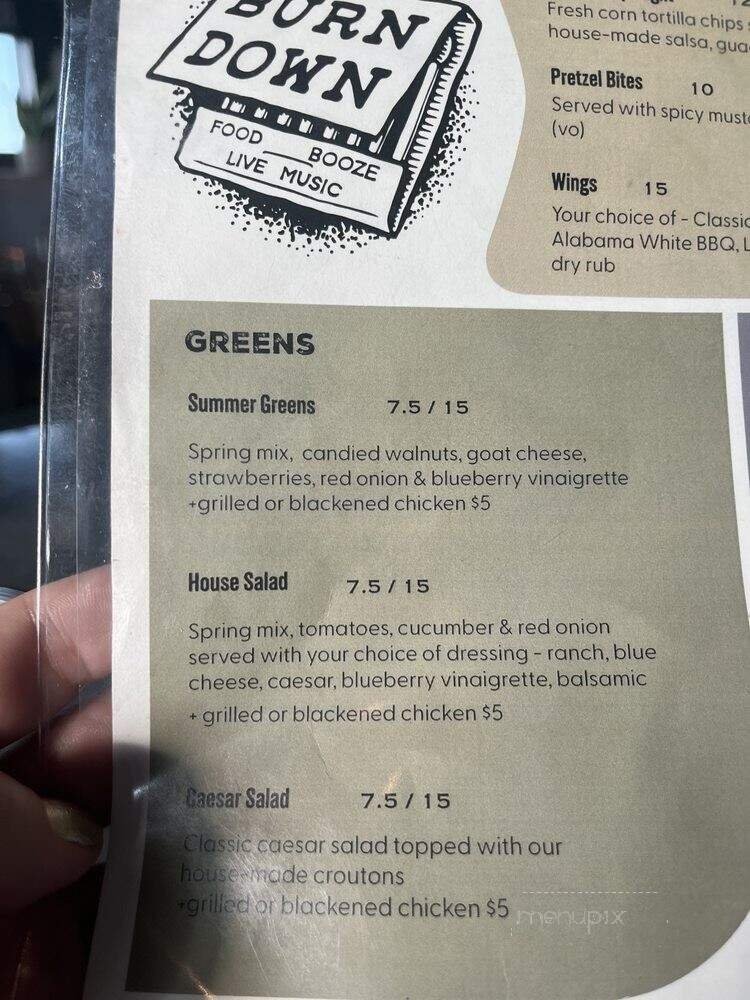 BURN
DOWN
FOOD BOOZE
LIVE MUSIC
12
Fresh corn tortilla chips
house-made salsa,
Pretzel Bites 10
Served with spicy
(vo)
Wings 15
Your choice of - Classic
Alabama White BBQ,
dry rub
GREENS
Summer Greens 7.5 / 15
Spring mix, candied walnuts, goat cheese,
strawberries, red onion & blueberry vinaigrette
+grilled or blackened chicken $5
House Salad 7.5 / 15
Spring mix, tomatoes, cucumber & red onion
served with your choice of dressing - ranch, blue
cheese, caesar, blueberry vinaigrette, balsamic
+ grilled or blackened chicken $5
Caesar Salad 7.5 / 15
Classic caesar salad topped with our
house-made croutons
+grilled or blackened chicken $5
menupix